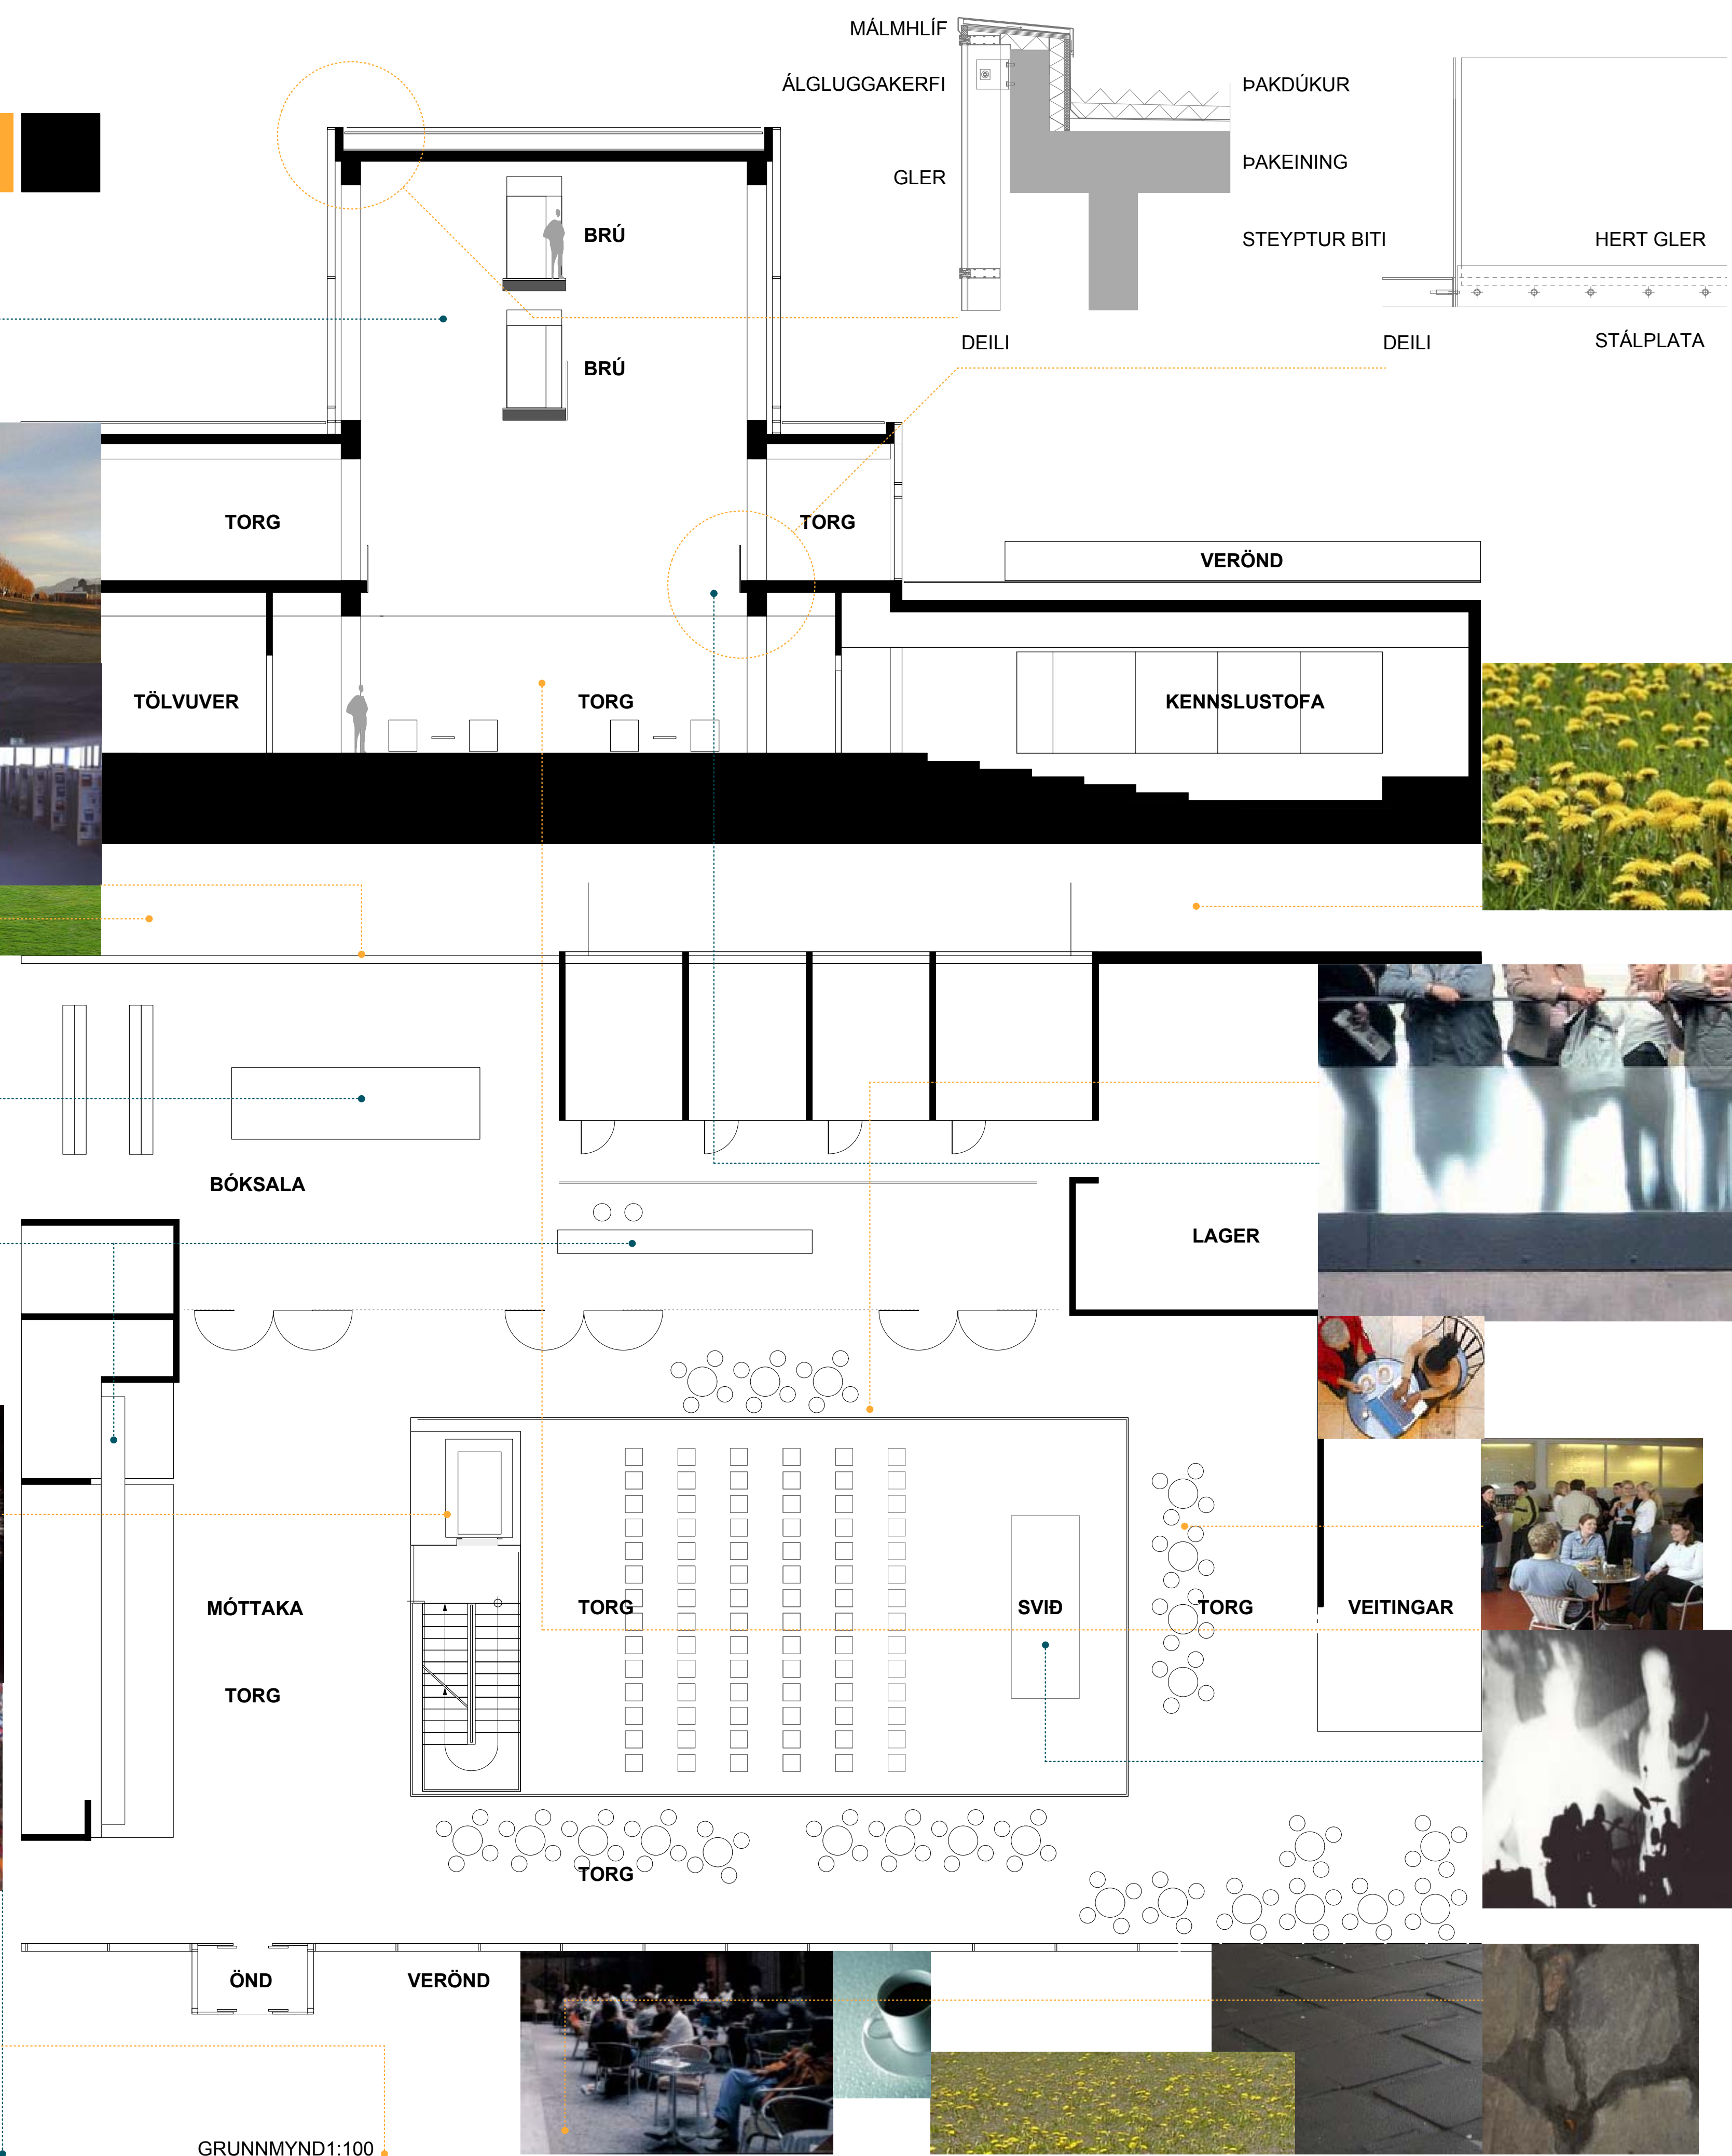 MÁLMHLÍF
ÁLGLUGGAKERFI
ÞAKDÚKUR
ÞAKEINING
GLER
STEYPTUR BITI
HERT GLER
DEILI
DEILI
STÁLPLATA
BRÚ
BRÚ
TORG
TORG
VERÖND
TÖLVUVER
TORG
KENNSLUSTOFA
BÓKSALA
LAGER
MÓTTAKA
TORG
SVIÐ
TORG
VEITINGAR
TORG
TORG
ÖND
VERÖND
GRUNNMYND1:100